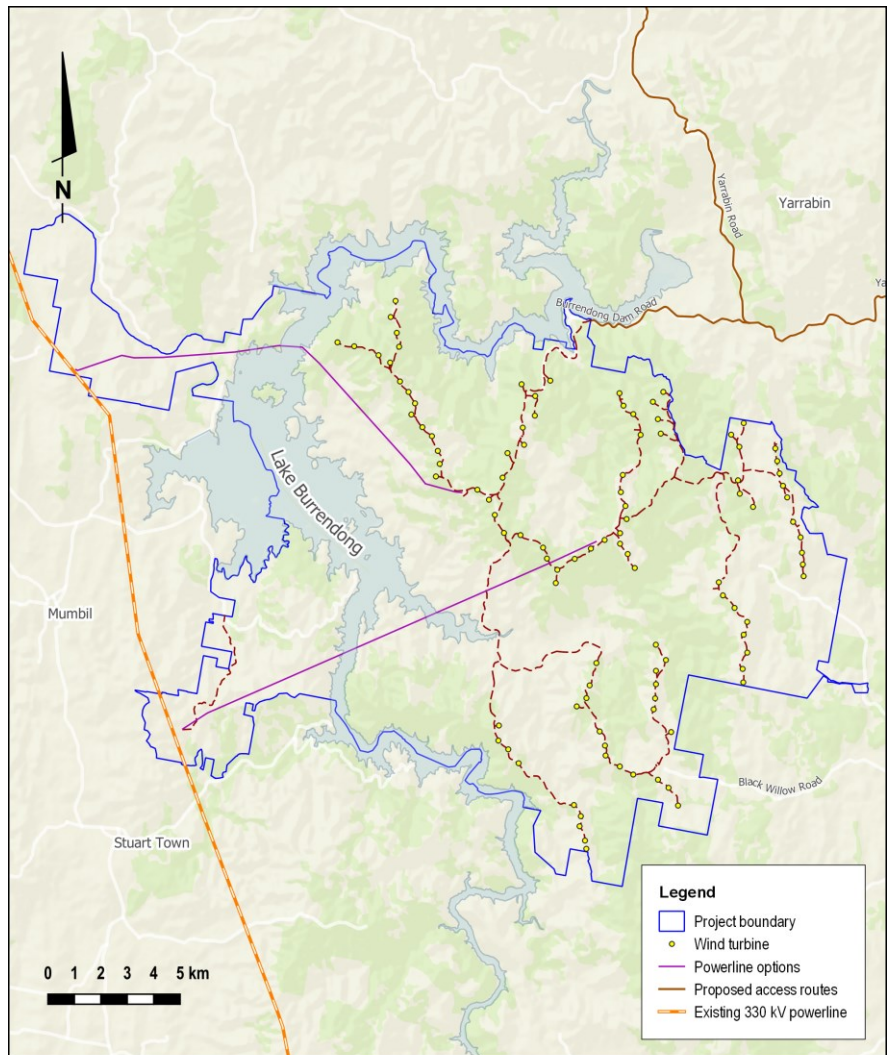 N
Yarrabin Road
Yarrabin
Ya
Burrendong Dam Road
Lake Burrendong
Mumbil
Black Willow Road
Stuart Town
Legend
Project boundary
Wind turbine
Powerline options
Proposed access routes
Existing 330 kV powerline
0 1 2 3 4 5 km